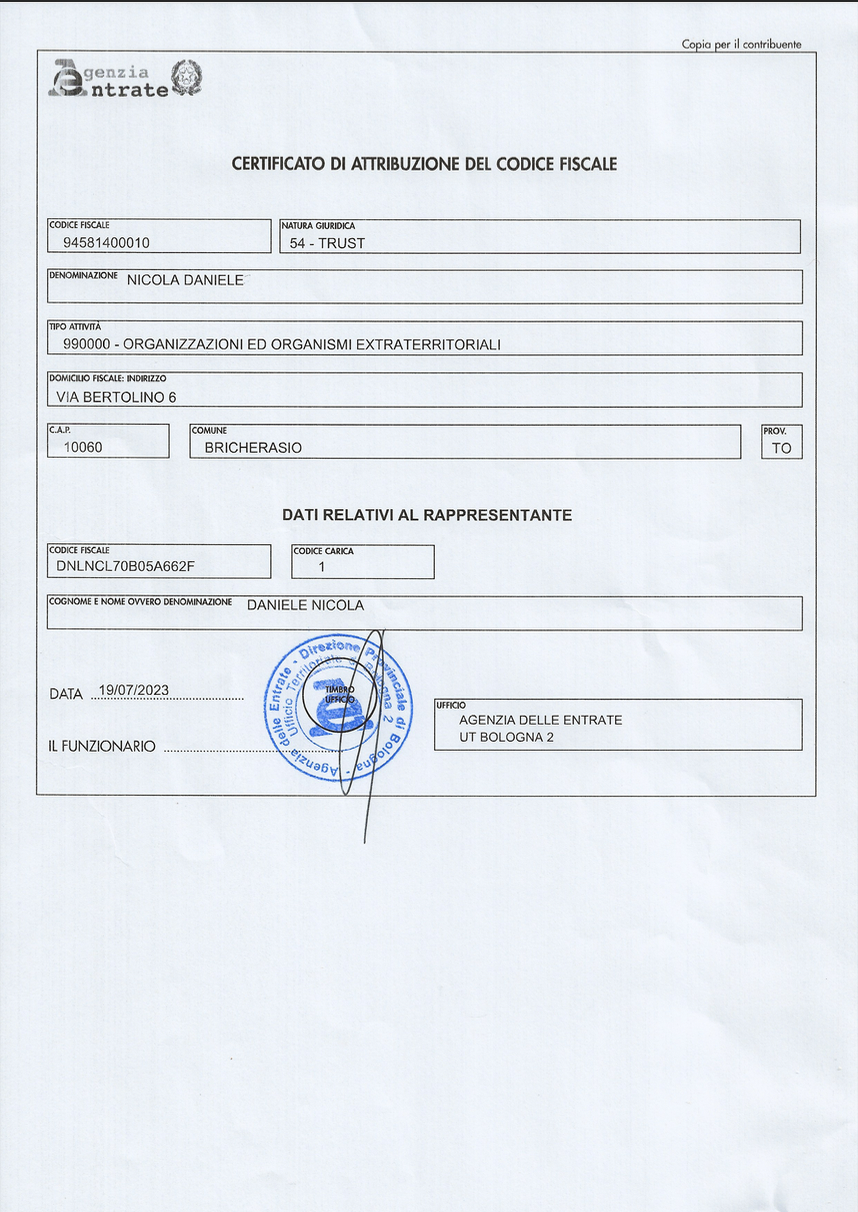 Copia per il contribuente
Agenzia
Entrate
CERTIFICATO DI ATTRIBUZIONE DEL CODICE FISCALE
CODICE FISCALE
94581400010
NATURA GIURIDICA
54 - TRUST
DENOMINAZIONE NICOLA DANIELE
TIPO ATTIVITÀ
990000 - ORGANIZZAZIONI ED ORGANISMI EXTRATERRITORIALI
DOMICILIO FISCALE: INDIRIZZO
VIA BERTOLINO 6
C.A.P.
10060
COMUNE
BRICHERASIO
PROV.
TO
DATI RELATIVI AL RAPPRESENTANTE
CODICE FISCALE
DNLNCL70B05A662F
CODICE CARICA
1
COGNOME E NOME OVVERO DENOMINAZIONE DANIELE NICOLA
DATA 19/07/2023
IL FUNZIONARIO
Agenzia delle Entrate - Direzione Provinciale di Bologna -
Ufficio Territoriale di Bologna 2
TIMBRO
UFFICIO
UFFICIO
AGENZIA DELLE ENTRATE
UT BOLOGNA 2